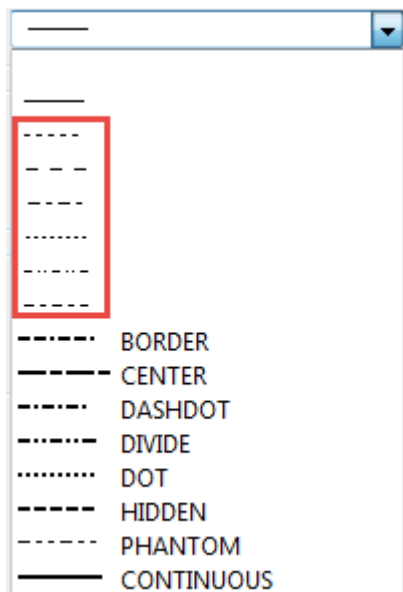 BORDER
CENTER
DASHDOT
DIVIDE
DOT
HIDDEN
PHANTOM
CONTINUOUS